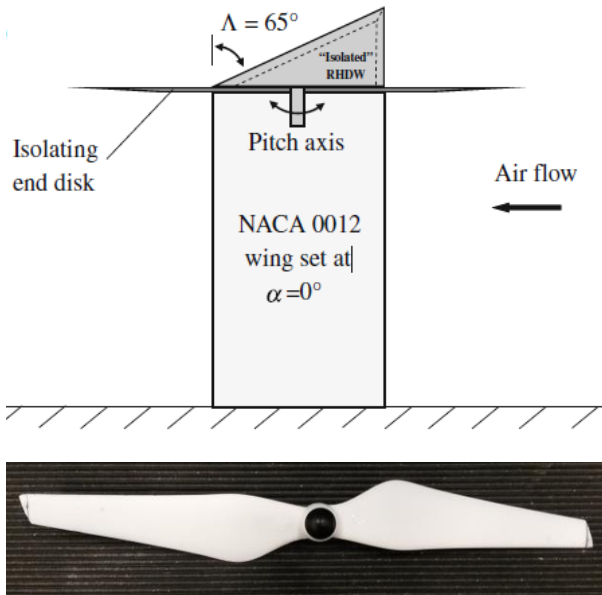 Λ = 65°
“Isolated”
RHDW
Isolating
end disk
Pitch axis
Air flow
NACA 0012
wing set at
α =0°